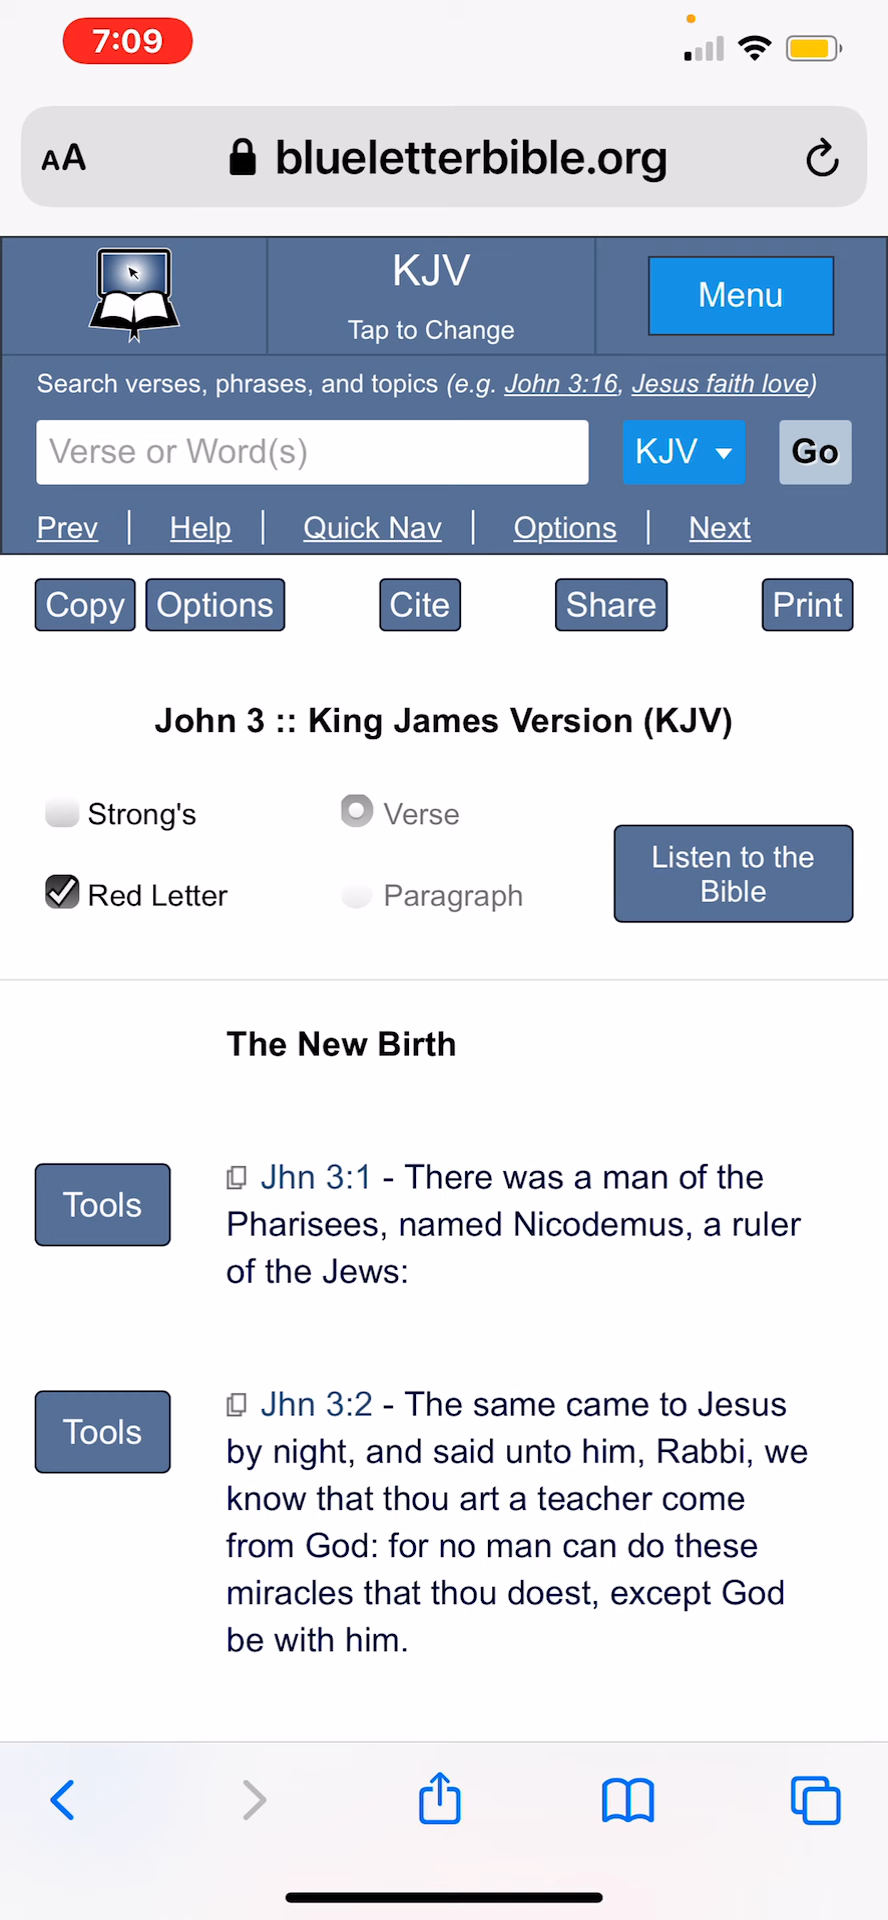 7:09
AA blueletterbible.org
KJV
Tap to Change
Menu
Search verses, phrases, and topics (e.g. John 3:16, Jesus faith love)
Verse or Word(s) KJV Go
Prev | Help | Quick Nav | Options | Next
Copy Options Cite Share Print
John 3 :: King James Version (KJV)
Strong's Verse
Listen to the
Bible
Red Letter Paragraph
The New Birth
Tools
Jhn 3:1 - There was a man of the
Pharisees, named Nicodemus, a ruler
of the Jews:
Tools
Jhn 3:2 - The same came to Jesus
by night, and said unto him, Rabbi, we
know that thou art a teacher come
from God: for no man can do these
miracles that thou doest, except God
be with him.